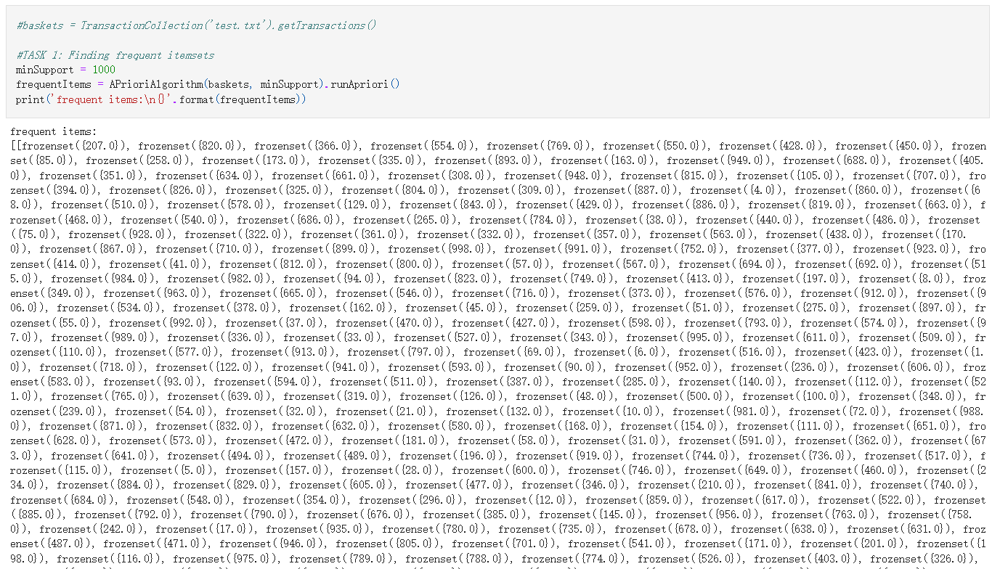 #baskets = TransactionCollection('test.txt').getTransactions()
#TASK 1: Finding frequent itemsets
minSupport = 1000
frequentItems = APrioriAlgorithm(baskets, minSupport).runApriori()
print('frequent items:\n{}'.format(frequentItems))
frequent items:
[[frozenset({207.0}), frozenset({820.0}), frozenset({366.0}), frozenset({554.0}), frozenset({769.0}), frozenset({550.0}), frozenset({428.0}), frozenset({450.0}), frozen
set({85.0}), frozenset({258.0}), frozenset({173.0}), frozenset({335.0}), frozenset({893.0}), frozenset({163.0}), frozenset({949.0}), frozenset({688.0}), frozenset({405.
0}), frozenset({351.0}), frozenset({634.0}), frozenset({661.0}), frozenset({308.0}), frozenset({948.0}), frozenset({815.0}), frozenset({105.0}), frozenset({707.0}), fro
zenset({394.0}), frozenset({826.0}), frozenset({325.0}), frozenset({804.0}), frozenset({309.0}), frozenset({887.0}), frozenset({4.0}), frozenset({860.0}), frozenset({6
8.0}), frozenset({510.0}), frozenset({578.0}), frozenset({129.0}), frozenset({843.0}), frozenset({429.0}), frozenset({886.0}), frozenset({819.0}), frozenset({663.0}), f
rozenset({468.0}), frozenset({540.0}), frozenset({686.0}), frozenset({265.0}), frozenset({784.0}), frozenset({38.0}), frozenset({440.0}), frozenset({486.0}), frozenset
({75.0}), frozenset({928.0}), frozenset({322.0}), frozenset({361.0}), frozenset({332.0}), frozenset({357.0}), frozenset({563.0}), frozenset({438.0}), frozenset({170.
0}), frozenset({867.0}), frozenset({710.0}), frozenset({899.0}), frozenset({998.0}), frozenset({991.0}), frozenset({752.0}), frozenset({377.0}), frozenset({923.0}), fro
zenset({414.0}), frozenset({41.0}), frozenset({812.0}), frozenset({800.0}), frozenset({57.0}), frozenset({567.0}), frozenset({694.0}), frozenset({692.0}), frozenset({51
5.0}), frozenset({984.0}), frozenset({982.0}), frozenset({94.0}), frozenset({823.0}), frozenset({749.0}), frozenset({413.0}), frozenset({197.0}), frozenset({8.0}), froz
enset({349.0}), frozenset({963.0}), frozenset({665.0}), frozenset({546.0}), frozenset({716.0}), frozenset({373.0}), frozenset({576.0}), frozenset({912.0}), frozenset({9
06.0}), frozenset({534.0}), frozenset({378.0}), frozenset({162.0}), frozenset({45.0}), frozenset({259.0}), frozenset({51.0}), frozenset({275.0}), frozenset({897.0}), fr
ozenset({55.0}), frozenset({992.0}), frozenset({37.0}), frozenset({470.0}), frozenset({427.0}), frozenset({598.0}), frozenset({793.0}), frozenset({574.0}), frozenset({9
7.0}), frozenset({989.0}), frozenset({336.0}), frozenset({33.0}), frozenset({527.0}), frozenset({343.0}), frozenset({995.0}), frozenset({611.0}), frozenset({509.0}), fr
ozenset({110.0}), frozenset({577.0}), frozenset({913.0}), frozenset({797.0}), frozenset({69.0}), frozenset({6.0}), frozenset({516.0}), frozenset({423.0}), frozenset({1.
0}), frozenset({718.0}), frozenset({122.0}), frozenset({941.0}), frozenset({593.0}), frozenset({90.0}), frozenset({952.0}), frozenset({236.0}), frozenset({606.0}), froz
enset({583.0}), frozenset({93.0}), frozenset({594.0}), frozenset({511.0}), frozenset({387.0}), frozenset({285.0}), frozenset({140.0}), frozenset({112.0}), frozenset({52
1.0}), frozenset({765.0}), frozenset({639.0}), frozenset({319.0}), frozenset({126.0}), frozenset({48.0}), frozenset({500.0}), frozenset({100.0}), frozenset({348.0}), fr
ozenset({239.0}), frozenset({54.0}), frozenset({32.0}), frozenset({21.0}), frozenset({132.0}), frozenset({10.0}), frozenset({981.0}), frozenset({72.0}), frozenset({988.
0}), frozenset({871.0}), frozenset({832.0}), frozenset({632.0}), frozenset({580.0}), frozenset({168.0}), frozenset({154.0}), frozenset({111.0}), frozenset({651.0}), fro
zenset({628.0}), frozenset({573.0}), frozenset({472.0}), frozenset({181.0}), frozenset({58.0}), frozenset({31.0}), frozenset({591.0}), frozenset({362.0}), frozenset({67
3.0}), frozenset({641.0}), frozenset({494.0}), frozenset({489.0}), frozenset({196.0}), frozenset({919.0}), frozenset({744.0}), frozenset({736.0}), frozenset({517.0}), f
rozenset({115.0}), frozenset({5.0}), frozenset({157.0}), frozenset({28.0}), frozenset({600.0}), frozenset({746.0}), frozenset({649.0}), frozenset({460.0}), frozenset({2
34.0}), frozenset({884.0}), frozenset({829.0}), frozenset({605.0}), frozenset({477.0}), frozenset({346.0}), frozenset({210.0}), frozenset({841.0}), frozenset({740.0}),
frozenset({684.0}), frozenset({548.0}), frozenset({354.0}), frozenset({296.0}), frozenset({12.0}), frozenset({859.0}), frozenset({617.0}), frozenset({522.0}), frozenset
({885.0}), frozenset({792.0}), frozenset({790.0}), frozenset({676.0}), frozenset({385.0}), frozenset({145.0}), frozenset({956.0}), frozenset({763.0}), frozenset({758.
0}), frozenset({242.0}), frozenset({17.0}), frozenset({935.0}), frozenset({780.0}), frozenset({735.0}), frozenset({678.0}), frozenset({638.0}), frozenset({631.0}), froz
enset({487.0}), frozenset({471.0}), frozenset({946.0}), frozenset({805.0}), frozenset({701.0}), frozenset({541.0}), frozenset({171.0}), frozenset({201.0}), frozenset({1
98.0}), frozenset({116.0}), frozenset({975.0}), frozenset({789.0}), frozenset({788.0}), frozenset({774.0}), frozenset({526.0}), frozenset({403.0}), frozenset({326.0}),